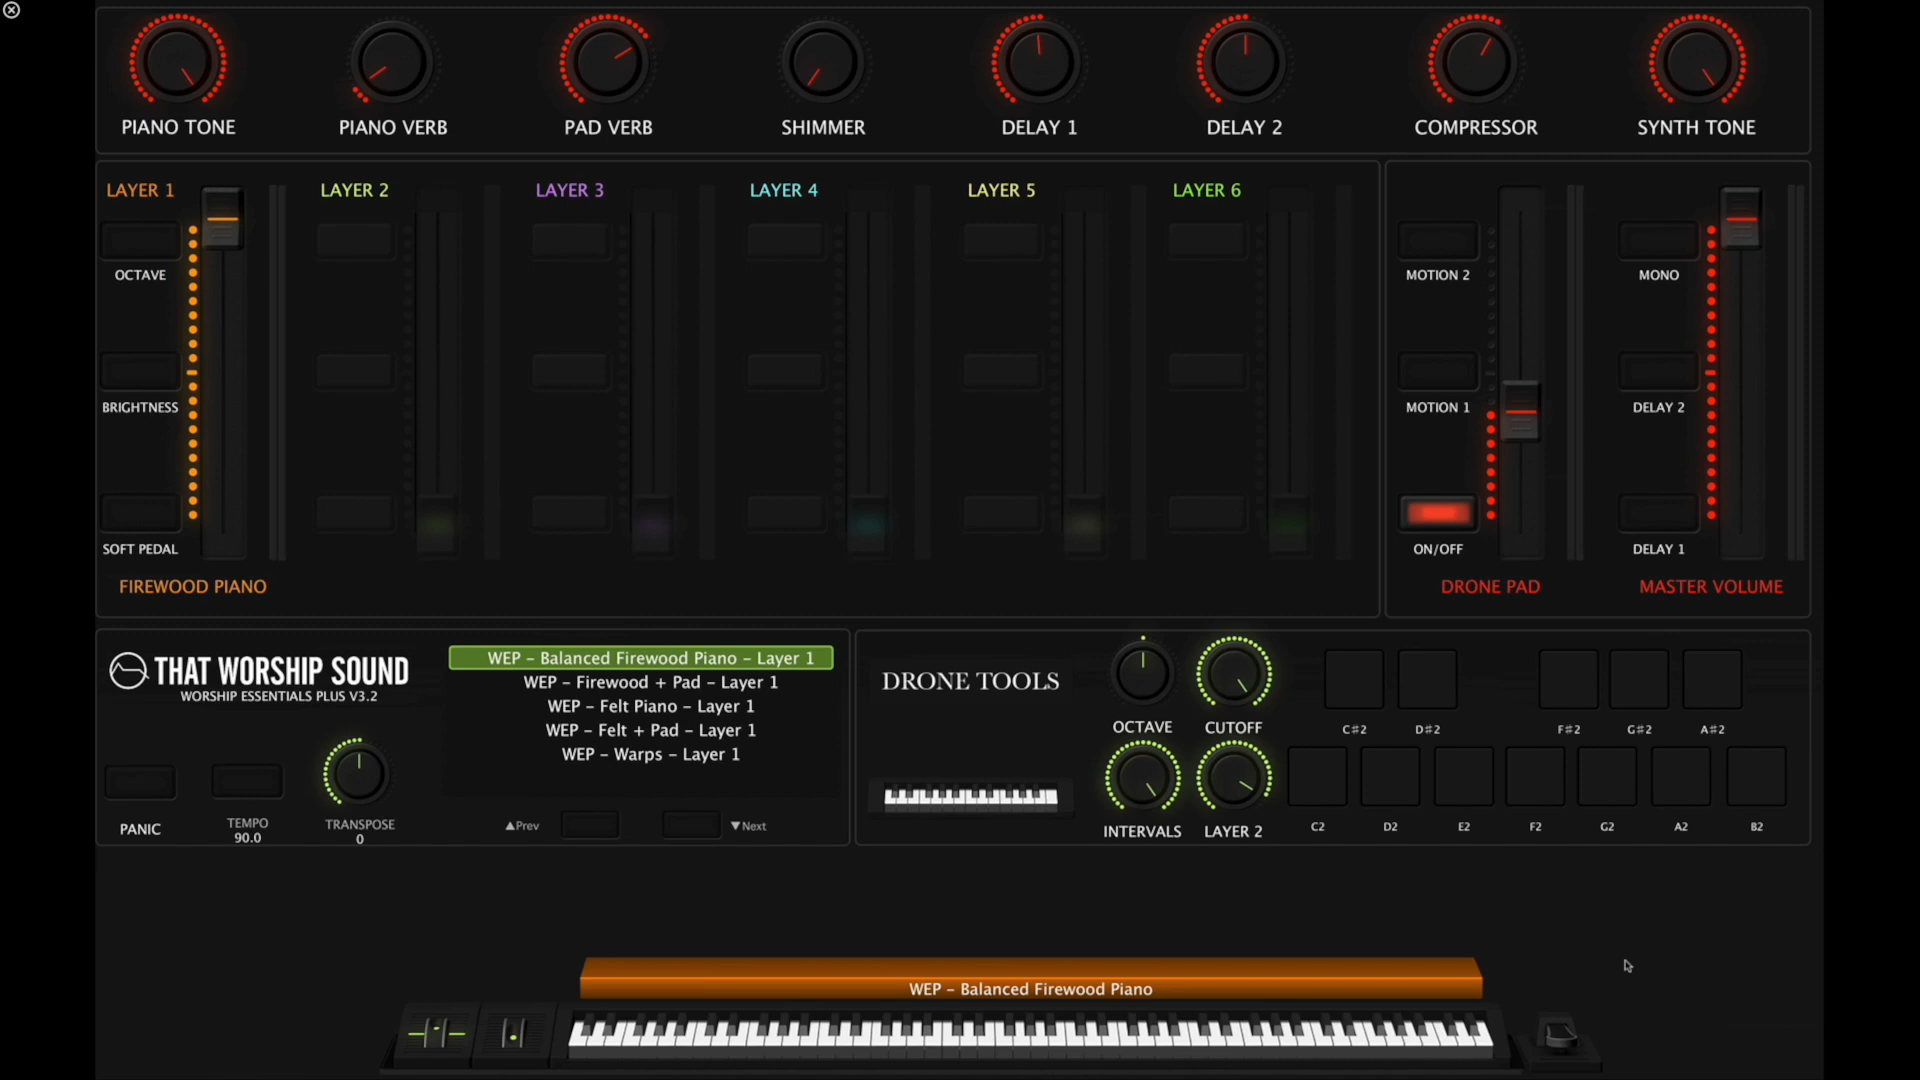 PIANO TONE
PIANO VERB
PAD VERB
SHIMMER
DELAY 1
DELAY 2
COMPRESSOR
SYNTH TONE
LAYER 1
LAYER 2
LAYER 3
LAYER 4
LAYER 5
LAYER 6
OCTAVE
BRIGHTNESS
SOFT PEDAL
FIREWOOD PIANO
MOTION 2
MOTION 1
ON/OFF
DRONE PAD
MONO
DELAY 2
DELAY 1
MASTER VOLUME
THAT WORSHIP SOUND
WORSHIP ESSENTIALS PLUS V3.2
PANIC
TEMPO
90.0
TRANSPOSE
0
WEP - Balanced Firewood Piano - Layer 1
WEP - Firewood + Pad - Layer 1
WEP - Felt Piano - Layer 1
WEP - Felt + Pad - Layer 1
WEP - Warps - Layer 1
▲Prev
▼Next
DRONE TOOLS
OCTAVE
CUTOFF
INTERVALS
LAYER 2
C#2
D#2
F#2
G#2
A#2
C2
D2
E2
F2
G2
A2
B2
WEP - Balanced Firewood Piano